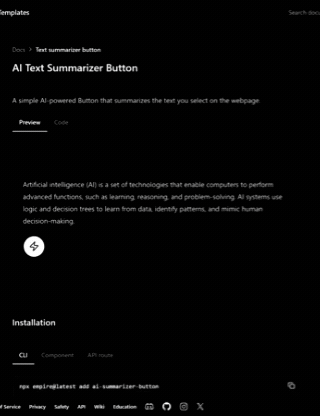 Templates
Search docu
Docs > Text summarizer button
AI Text Summarizer Button
A simple AI-powered Button that summarizes the text you select on the webpage
Preview Code
Artificial intelligence (AI) is a set of technologies that enable computers to perform
advanced functions, such as learning, reasoning, and problem-solving. AI systems use
logic and decision trees to learn from data, identify patterns, and mimic human
decision-making.
Installation
CLI Component API route
npx empire@latest add ai-summarizer-button
f Service Privacy Safety API Wiki Education